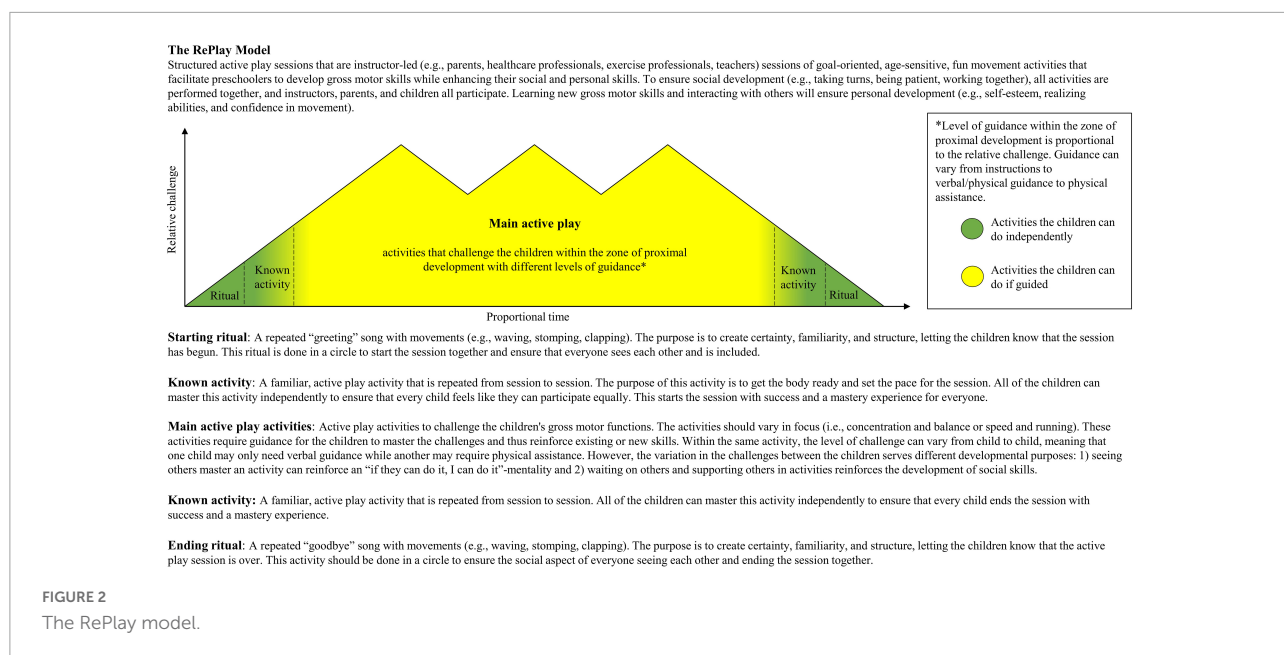 The RePlay Model
Structured active play sessions that are instructor-led (e.g., parents, healthcare professionals, exercise professionals, teachers) sessions of goal-oriented, age-sensitive, fun movement activities that
facilitate preschoolers to develop gross motor skills while enhancing their social and personal skills. To ensure social development (e.g., taking turns, being patient, working together), all activities are
performed together, and instructors, parents, and children all participate. Learning new gross motor skills and interacting with others will ensure personal development (e.g., self-esteem, realizing
abilities, and confidence in movement).
Relative challenge
Main active play
activities that challenge the children within the zone of proximal
development with different levels of guidance*
Ritual
Known
activity
Known
activity
Ritual
Proportional time
*Level of guidance within the zone of
proximal development is proportional
to the relative challenge. Guidance can
vary from instructions to
verbal/physical guidance to physical
assistance.
Activities the children can
do independently
Activities the children can
do if guided
Starting ritual: A repeated “greeting” song with movements (e.g., waving, stomping, clapping). The purpose is to create certainty, familiarity, and structure, letting the children know that the session
has begun. This ritual is done in a circle to start the session together and ensure that everyone sees each other and is included.
Known activity: A familiar, active play activity that is repeated from session to session. The purpose of this activity is to get the body ready and set the pace for the session. All of the children can
master this activity independently to ensure that every child feels like they can participate equally. This starts the session with success and a mastery experience for everyone.
Main active play activities: Active play activities to challenge the children's gross motor functions. The activities should vary in focus (i.e., concentration and balance or speed and running). These
activities require guidance for the children to master the challenges and thus reinforce existing or new skills. Within the same activity, the level of challenge can vary from child to child, meaning that
one child may only need verbal guidance while another may require physical assistance. However, the variation in the challenges between the children serves different developmental purposes: 1) seeing
others master an activity can reinforce an “if they can do it, I can do it”-mentality and 2) waiting on others and supporting others in activities reinforces the development of social skills.
Known activity: A familiar, active play activity that is repeated from session to session. All of the children can master this activity independently to ensure that every child ends the session with
success and a mastery experience.
Ending ritual: A repeated “goodbye” song with movements (e.g., waving, stomping, clapping). The purpose is to create certainty, familiarity, and structure, letting the children know that the active
play session is over. This activity should be done in a circle to ensure the social aspect of everyone seeing each other and ending the session together.
FIGURE 2
The RePlay model.